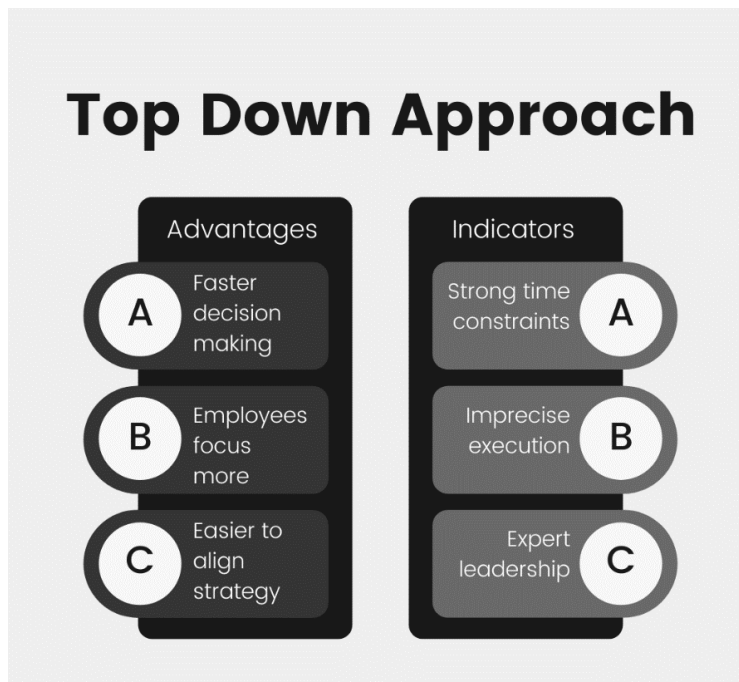 Top Down Approach
Advantages
A
Faster
decision
making
B
Employees
focus
more
C
Easier to
align
strategy
Indicators
Strong time
constraints
A
Imprecise
execution
B
Expert
leadership
C